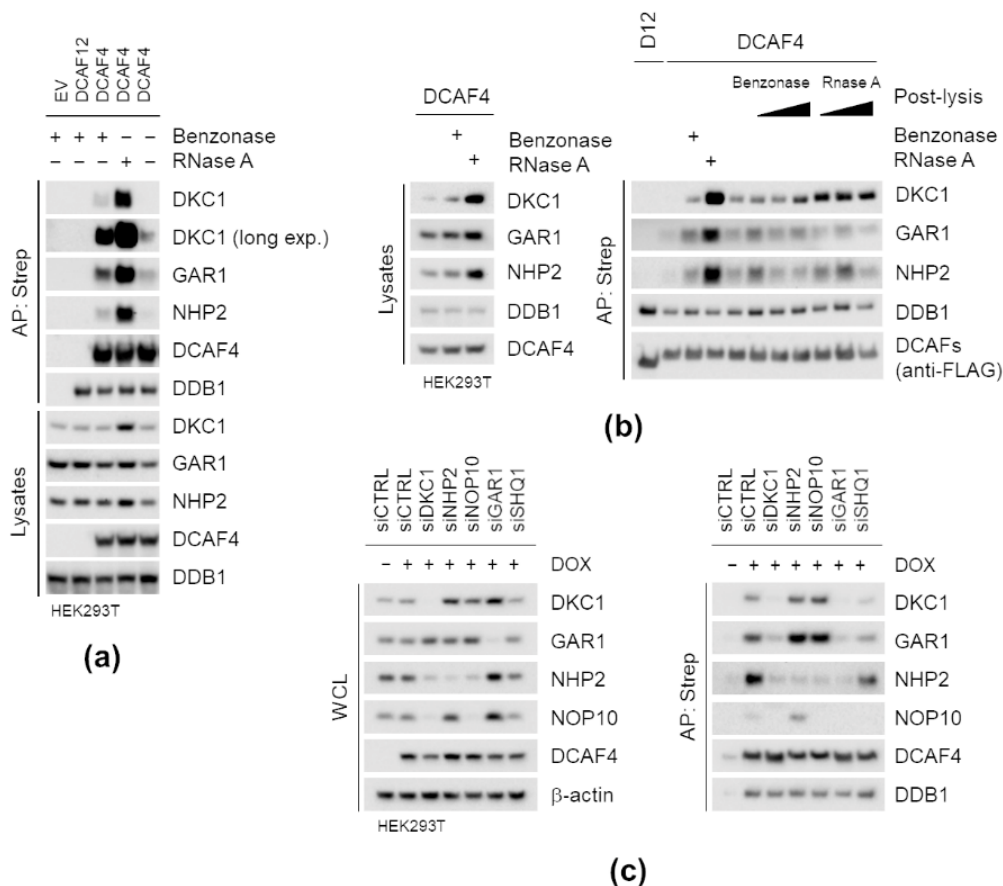 EV
DCAF12
DCAF4
DCAF4
DCAF4
+ + + − − Benzonase
− − − + − RNase A
AP: Strep
DKC1
DKC1 (long exp.)
GAR1
NHP2
DCAF4
DDB1
Lysates
DKC1
GAR1
NHP2
DCAF4
DDB1
HEK293T
(a)
DCAF4
+ Benzonase
+ RNase A
Lysates
DKC1
GAR1
NHP2
DDB1
DCAF4
HEK293T
D12
DCAF4
Benzonase Rnase A
Post-lysis
+ Benzonase
+ RNase A
AP: Strep
DKC1
GAR1
NHP2
DDB1
DCAFs
(anti-FLAG)
(b)
siCTRL
siCTRL
siDKC1
siNHP2
siNOP10
siGAR1
siSHQ1
− + + + + + + DOX
WCL
DKC1
GAR1
NHP2
NOP10
DCAF4
β-actin
HEK293T
siCTRL
siCTRL
siDKC1
siNHP2
siNOP10
siGAR1
siSHQ1
− + + + + + + DOX
AP: Strep
DKC1
GAR1
NHP2
NOP10
DCAF4
DDB1
(c)